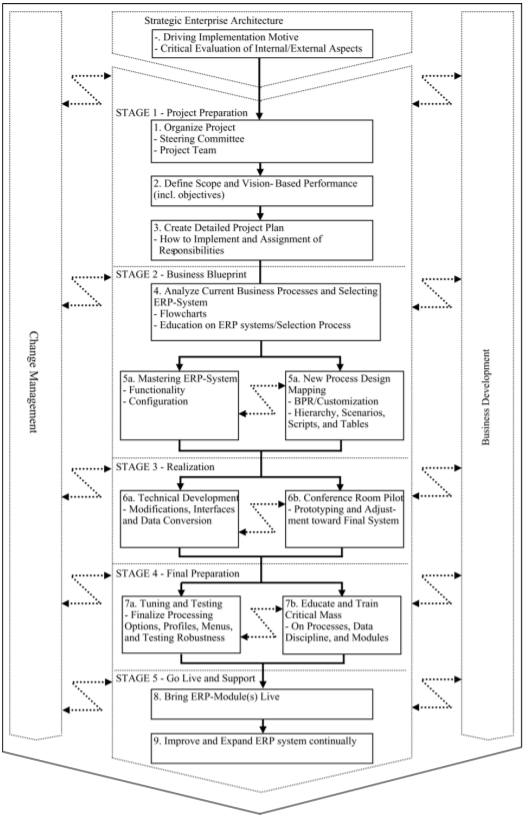 Strategic Enterprise Architecture
-. Driving Implementation Motive
- Critical Evaluation of Internal/External Aspects
STAGE 1 - Project Preparation
1. Organize Project
- Steering Committee
- Project Team
2. Define Scope and Vision- Based Performance
(incl. objectives)
3. Create Detailed Project Plan
- How to Implement and Assignment of
Responsibilities
STAGE 2 - Business Blueprint
4. Analyze Current Business Processes and Selecting
ERP-System
- Flowcharts
- Education on ERP systems/Selection Process
Change Management
Business Development
5a. Mastering ERP-System
- Functionality
- Configuration
5a. New Process Design
Mapping
- BPR/Customization
- Hierarchy, Scenarios,
Scripts, and Tables
STAGE 3 - Realization
6a. Technical Development
- Modifications, Interfaces
and Data Conversion
6b. Conference Room Pilot
- Prototyping and Adjust-
ment toward Final System
STAGE 4 - Final Preparation
7a. Tuning and Testing
- Finalize Processing
Options, Profiles, Menus,
and Testing Robustness
7b. Educate and Train
Critical Mass
- On Processes, Data
Discipline, and Modules
STAGE 5 - Go Live and Support
8. Bring ERP-Module(s) Live
9. Improve and Expand ERP system continually